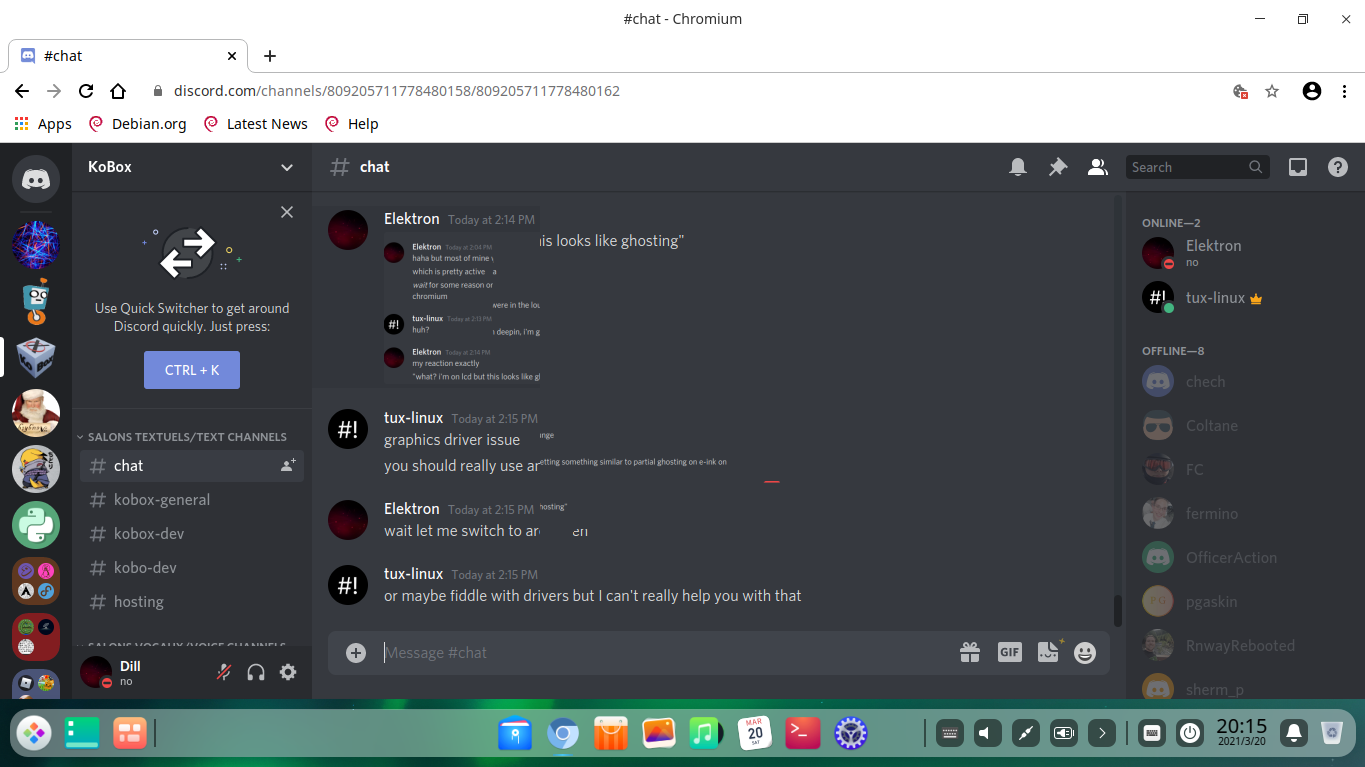 #chat - Chromium
#chat
discord.com/channels/809205711778480158/809205711778480162
Apps Debian.org Latest News Help
KoBox
Use Quick Switcher to get around
Discord quickly. Just press:
CTRL + K
SALONS TEXTUELS/TEXT CHANNELS
chat
kobox-general
kobox-dev
kobo-dev
hosting
SALONS VOCAUX/VOICE CHANNELS
Dill
no
# chat
Search
Elektron Today at 2:14 PM
his looks like ghosting"
Elektron Today at 2:04 PM
haha but most of mine
which is pretty active a
wait for some reason or
chromium
were in the
tux-linux Today at 2:13 PM
huh?
deepin, i'm g
Elektron Today at 2:14 PM
my reaction exactly
"what? i'm on lcd but this looks like
tux-linux Today at 2:15 PM
graphics driver issue nge
you should really use ar etting something similar to partial ghosting on e-ink on
Elektron Today at 2:15 PM hosting"
wait let me switch to ar en
tux-linux Today at 2:15 PM
or maybe fiddle with drivers but I can't really help you with that
Message #chat
GIF
ONLINE—2
Elektron
no
#! tux-linux
OFFLINE—8
chech
Coltane
FC
fermino
OfficerAction
PG pgaskin
RnwayRebooted
sherm_p
MAR
20
SAT
20:15
2021/3/20